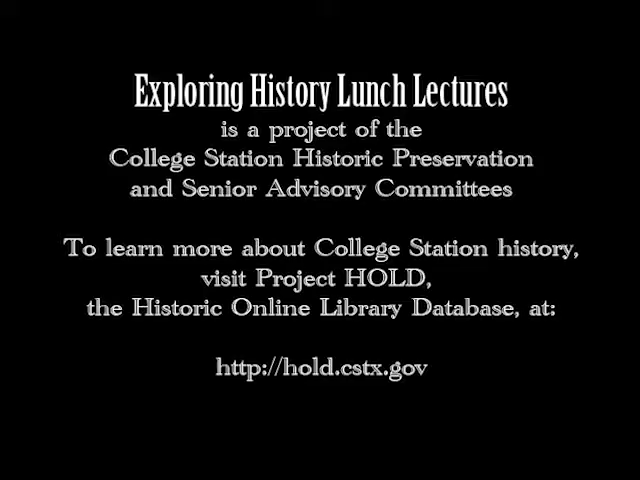 Exploring History Lunch Lectures
is a project of the
College Station Historic Preservation
and Senior Advisory Committees
To learn more about College Station history,
visit Project HOLD,
the Historic Online Library Database, at:
http://hold.cstx.gov